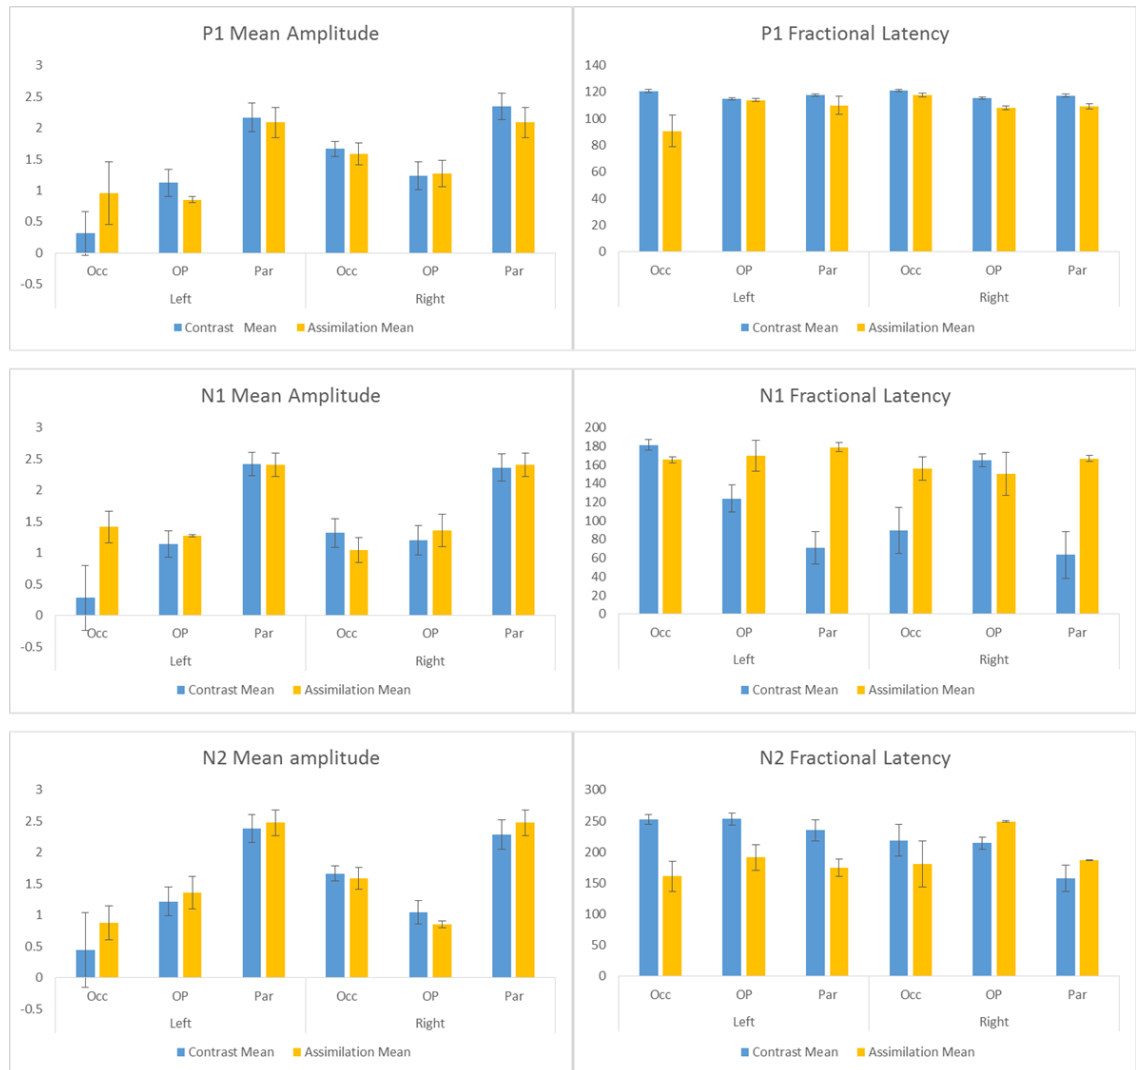 P1 Mean Amplitude
3
2.5
2
1.5
1
0.5
0
-0.5
Occ OP Par Occ OP Par
Left Right
Contrast Mean Assimilation Mean
P1 Fractional Latency
140
120
100
80
60
40
20
0
Occ OP Par Occ OP Par
Left Right
Contrast Mean Assimilation Mean
N1 Mean Amplitude
3
2.5
2
1.5
1
0.5
0
-0.5
Occ OP Par Occ OP Par
Left Right
Contrast Mean Assimilation Mean
N1 Fractional Latency
200
180
160
140
120
100
80
60
40
20
0
Occ OP Par Occ OP Par
Left Right
Contrast Mean Assimilation Mean
N2 Mean amplitude
3
2.5
2
1.5
1
0.5
0
-0.5
Occ OP Par Occ OP Par
Left Right
Contrast Mean Assimilation Mean
N2 Fractional Latency
300
250
200
150
100
50
0
Occ OP Par Occ OP Par
Left Right
Contrast Mean Assimilation Mean